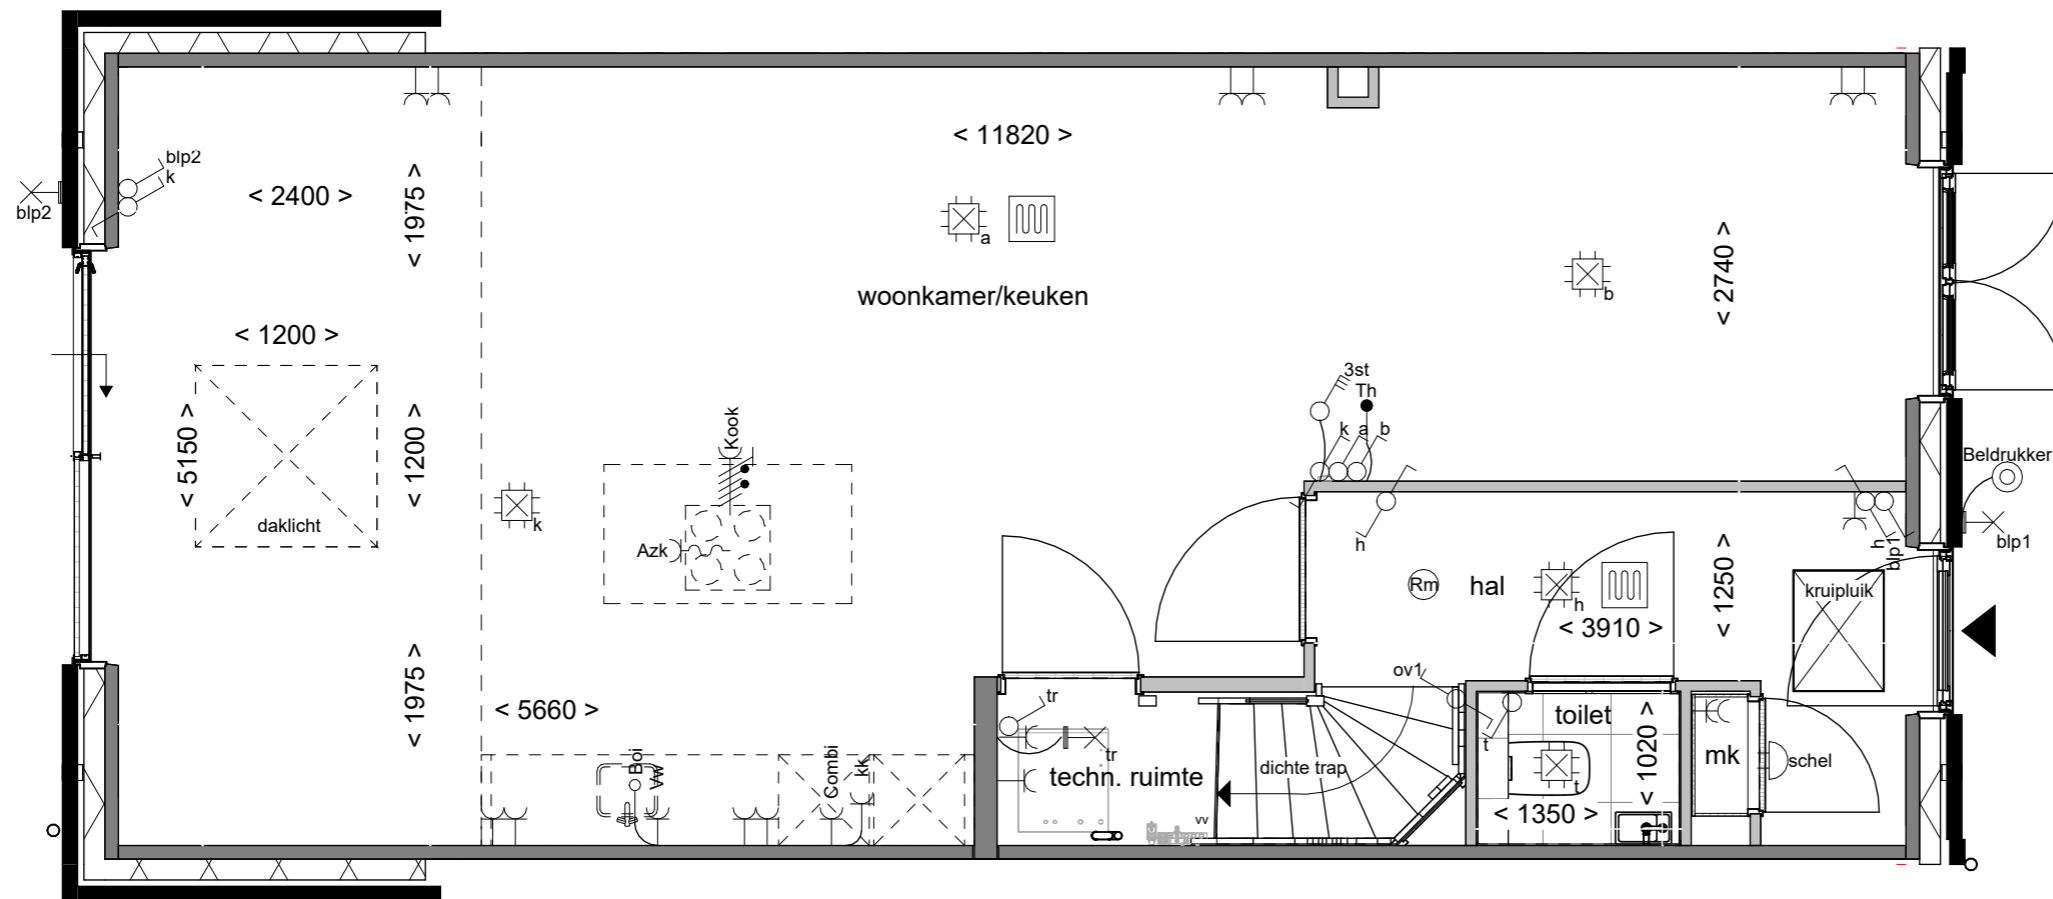 < 11820 >
blp2
k
blp2
< 2400 >
< 1975 >
a
b
< 2740 >
woonkamer/keuken
< 1200 >
3st
Th
k a b
< 5150 >
daklicht
< 1200 >
Kook
k
Azk
Beldrukker
blp1
h
h
blp1
Rm
hal
h
< 3910 >
< 1250 >
kruipluik
< 1975 >
< 5660 >
ov1
tr
tr
techn. ruimte
dichte trap
t
toilet
t
< 1020 >
< 1350 >
mk
schel
Boi
Vw
Combi
kk
vv